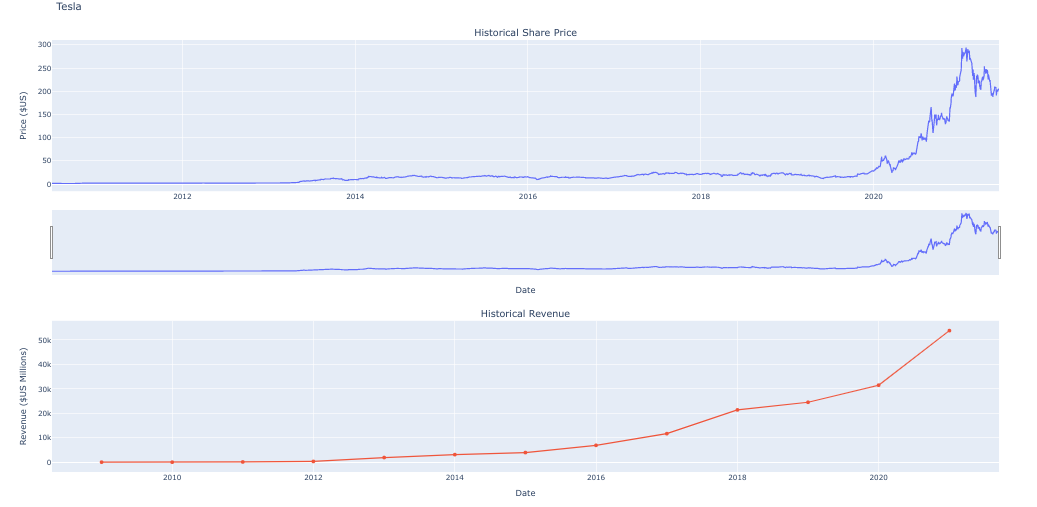 Tesla
Historical Share Price
Price ($US)
300
250
200
150
100
50
0
2012 2014 2016 2018 2020
Date
Historical Revenue
Revenue ($US Millions)
50k
40k
30k
20k
10k
0
2010 2012 2014 2016 2018 2020
Date